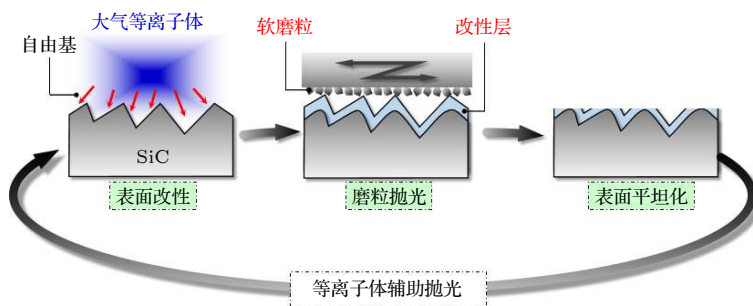 大气等离子体
自由基
SiC
表面改性
软磨粒
改性层
磨粒抛光
表面平坦化
等离子体辅助抛光